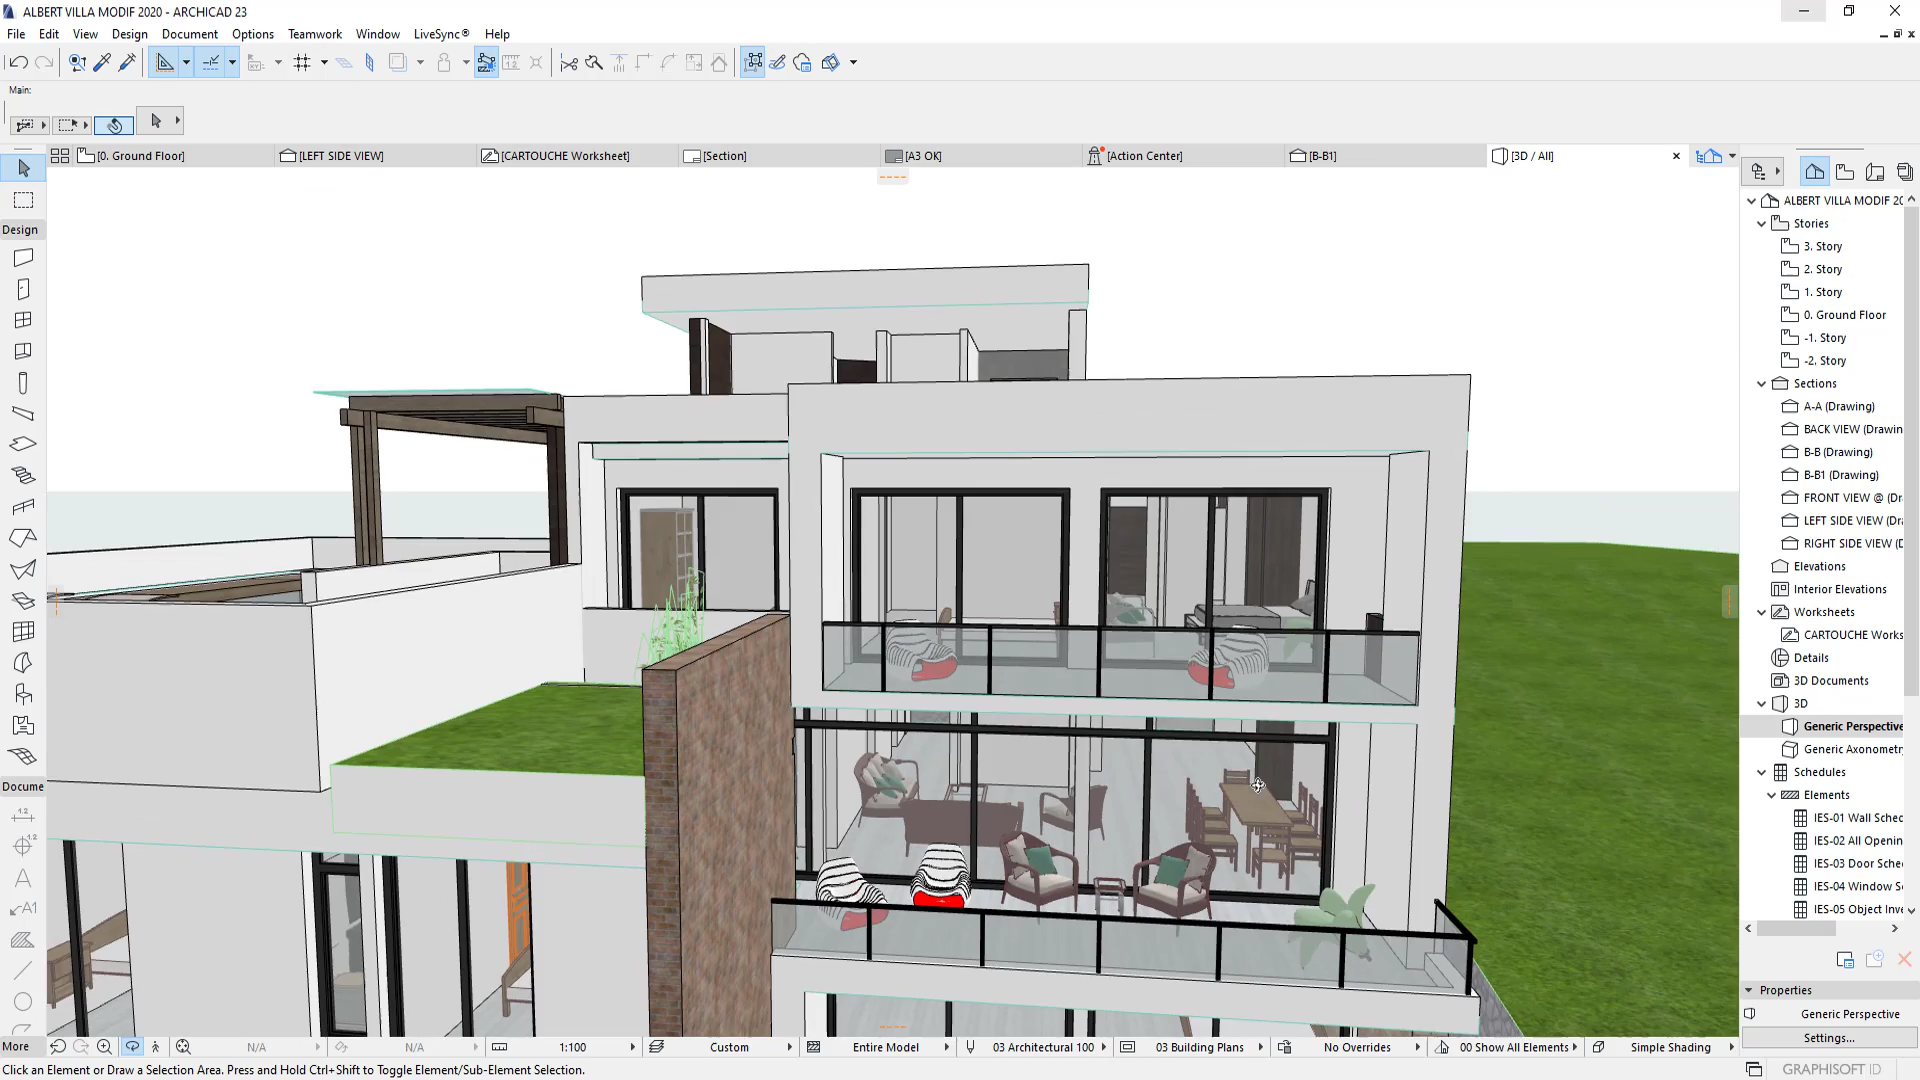 ALBERT VILLA MODIF 2020 - ARCHICAD 23
File Edit View Design Document Options Teamwork Window LiveSync® Help
Main:
[0. Ground Floor] [LEFT SIDE VIEW] [CARTOUCHE Worksheet] [Section] [A3 OK] [Action Center] [B-B1] [3D / All]
Design
Docume
More
ALBERT VILLA MODIF 20
Stories
3. Story
2. Story
1. Story
0. Ground Floor
-1. Story
-2. Story
Sections
A-A (Drawing)
BACK VIEW (Drawin
B-B (Drawing)
B-B1 (Drawing)
FRONT VIEW @ (Dr
LEFT SIDE VIEW (Dra
RIGHT SIDE VIEW (D
Elevations
Interior Elevations
Worksheets
CARTOUCHE Works
Details
3D Documents
3D
Generic Perspective
Generic Axonometr
Schedules
Elements
IES-01 Wall Sched
IES-02 All Opening
IES-03 Door Sched
IES-04 Window Sc
IES-05 Object Inve
Properties
Generic Perspective
Settings...
N/A N/A 1:100 Custom Entire Model 03 Architectural 100 03 Building Plans No Overrides 00 Show All Elements Simple Shading
Click an Element or Draw a Selection Area. Press and Hold Ctrl+Shift to Toggle Element/Sub-Element Selection.
GRAPHISOFT ID